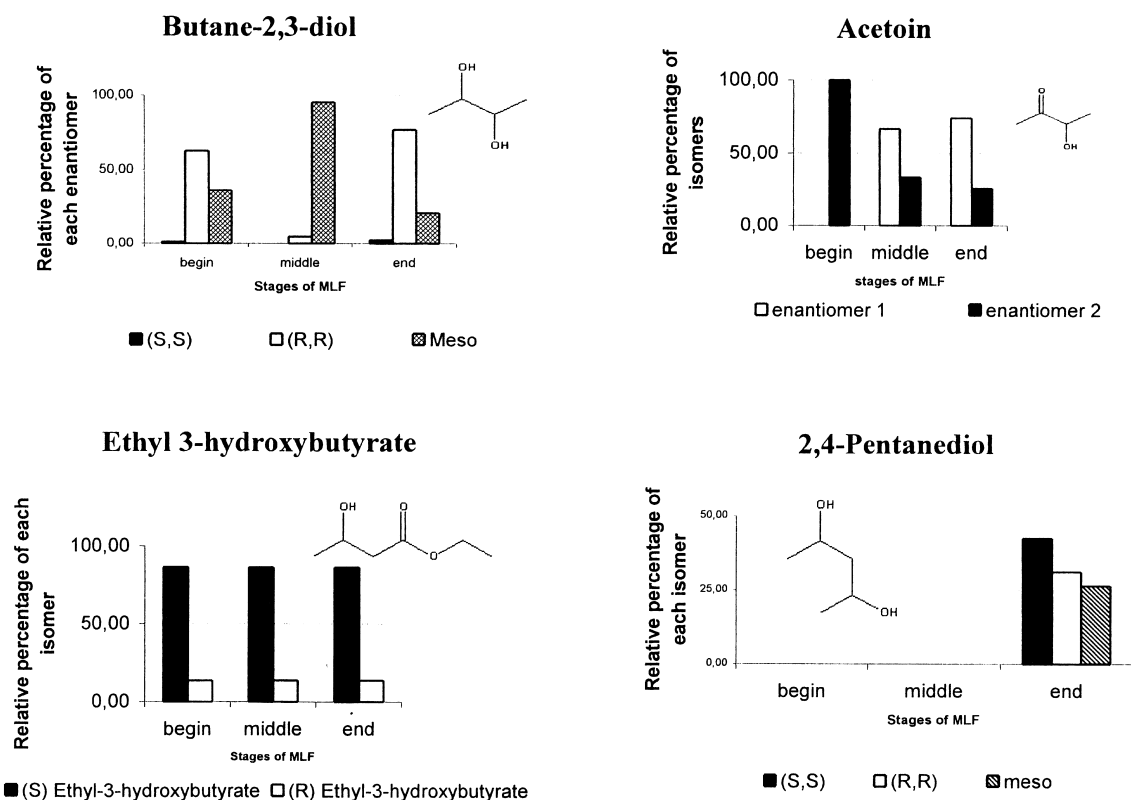 Butane-2,3-diol
Relative percentage of
each enantiomer
100,00
50,00
0,00
OH
OH
begin middle end
Stages of MLF
(S,S) (R,R) Meso
Acetoin
Relative percentage of
isomers
100,00
50,00
0,00
O
OH
begin middle end
stages of MLF
enantiomer 1 enantiomer 2
Ethyl 3-hydroxybutyrate
Relative percentage of each
isomer
100,00
50,00
0,00
OH O
O
begin middle end
Stages of MLF
(S) Ethyl-3-hydroxybutyrate (R) Ethyl-3-hydroxybutyrate
2,4-Pentanediol
Relative percentage of
each isomer
50,00
25,00
0,00
OH
OH
begin middle end
Stages of MLF
(S,S) (R,R) meso